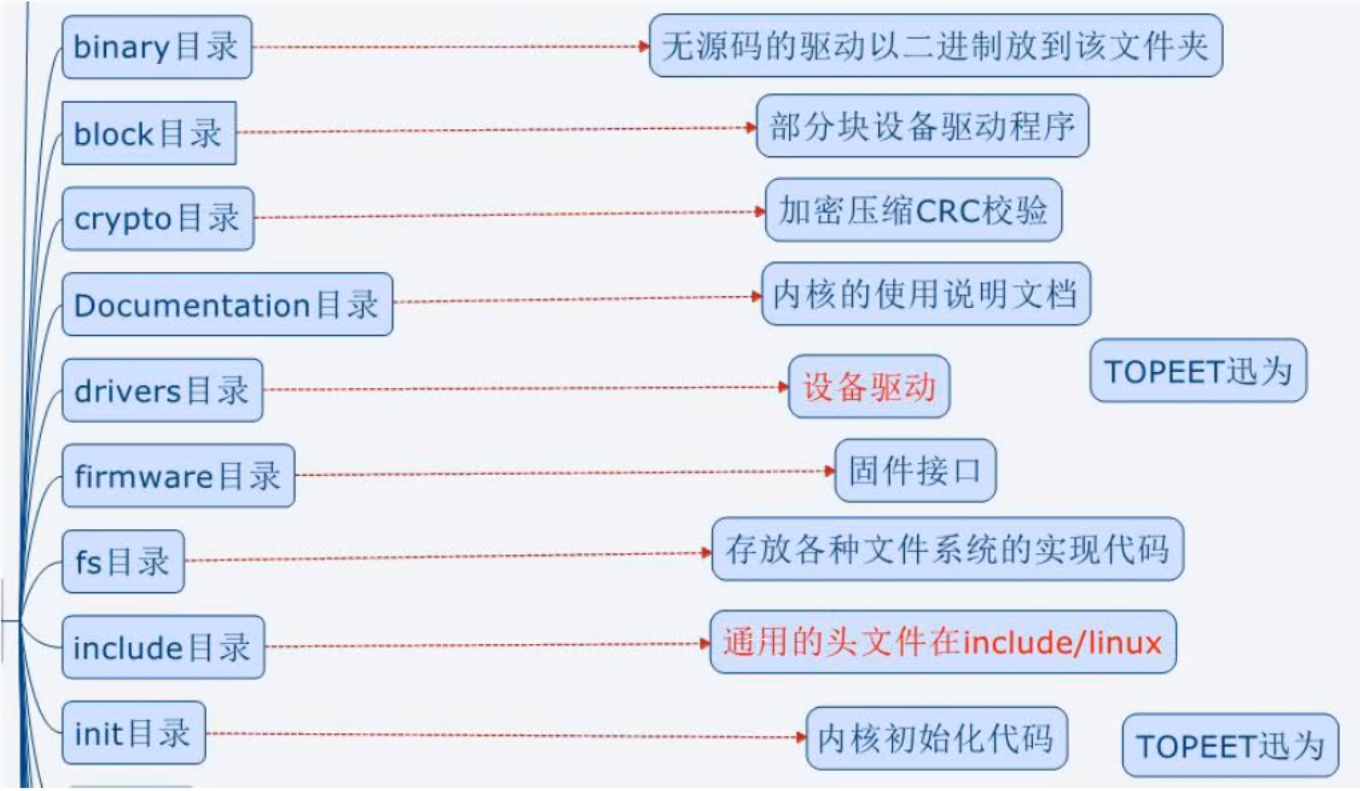 binary目录
无源码的驱动以二进制放到该文件夹
block目录
部分块设备驱动程序
crypto目录
加密压缩CRC校验
Documentation目录
内核的使用说明文档
drivers目录
设备驱动
TOPEET迅为
firmware目录
固件接口
fs目录
存放各种文件系统的实现代码
include目录
通用的头文件在include/linux
init目录
内核初始化代码
TOPEET迅为